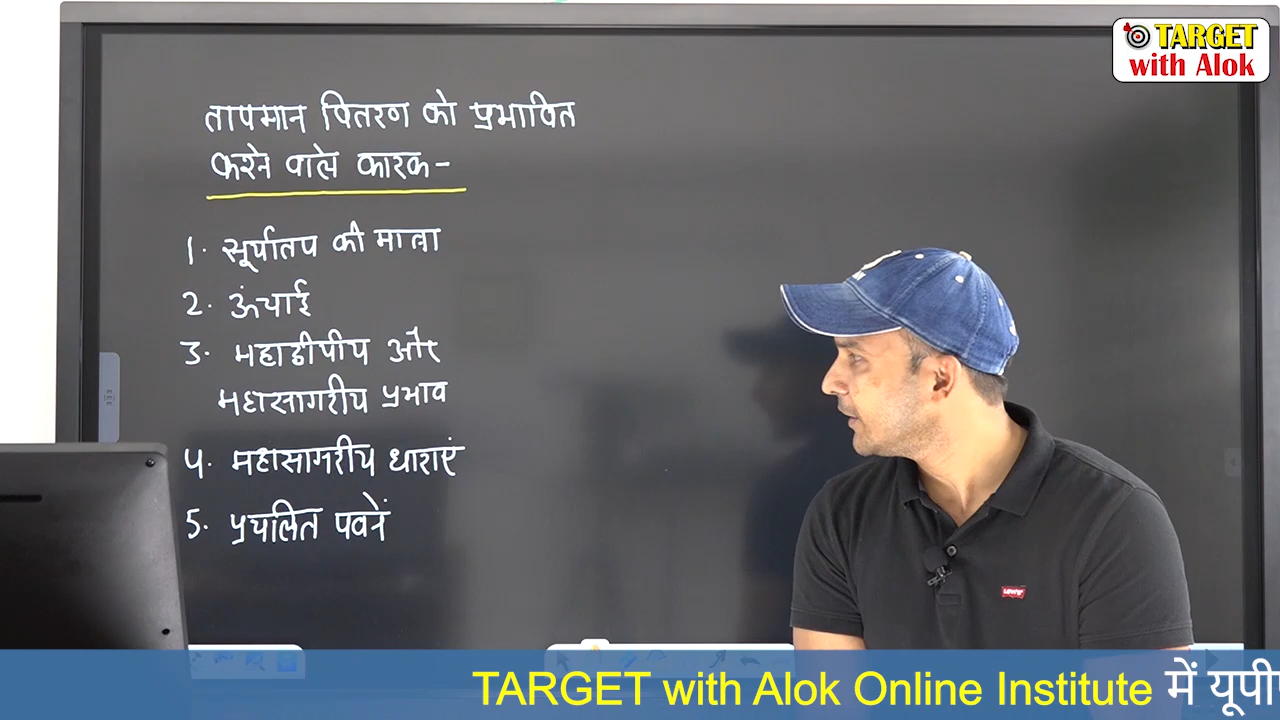 TARGET
with Alok
तापमान वितरण को प्रभावित
करने वाले कारक-
1. सूर्यातप की मात्रा
2. ऊंचाई
3. महाद्वीपीय और
महासागरीय प्रभाव
4. महासागरीय धाराएं
5. प्रचलित पवनें
LEVI'S
TARGET with Alok Online Institute में यूपी